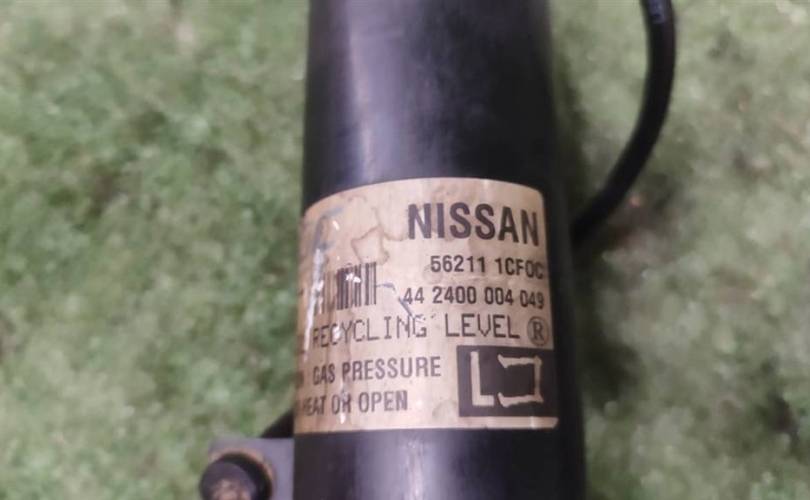 NISSAN
56211 1CF0C
44 2400 004 049
RECYCLING LEVEL ®
GAS PRESSURE
HEAT OR OPEN